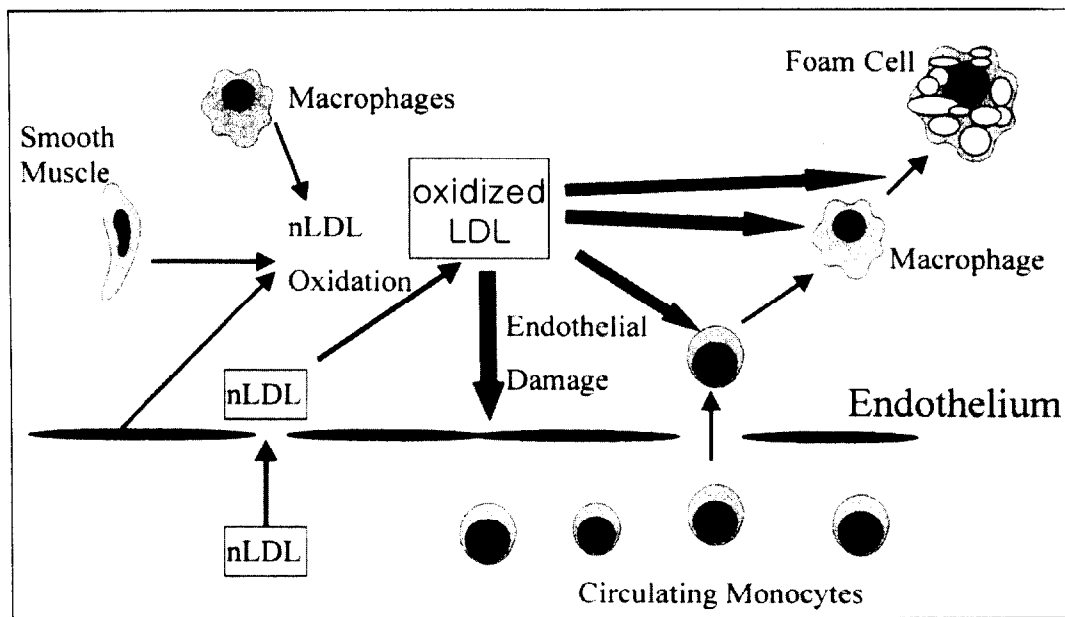 Foam Cell
Macrophages
Smooth
Muscle
oxidized
LDL
nLDL
Oxidation
Macrophage
Endothelial
Damage
nLDL
Endothelium
nLDL
Circulating Monocytes